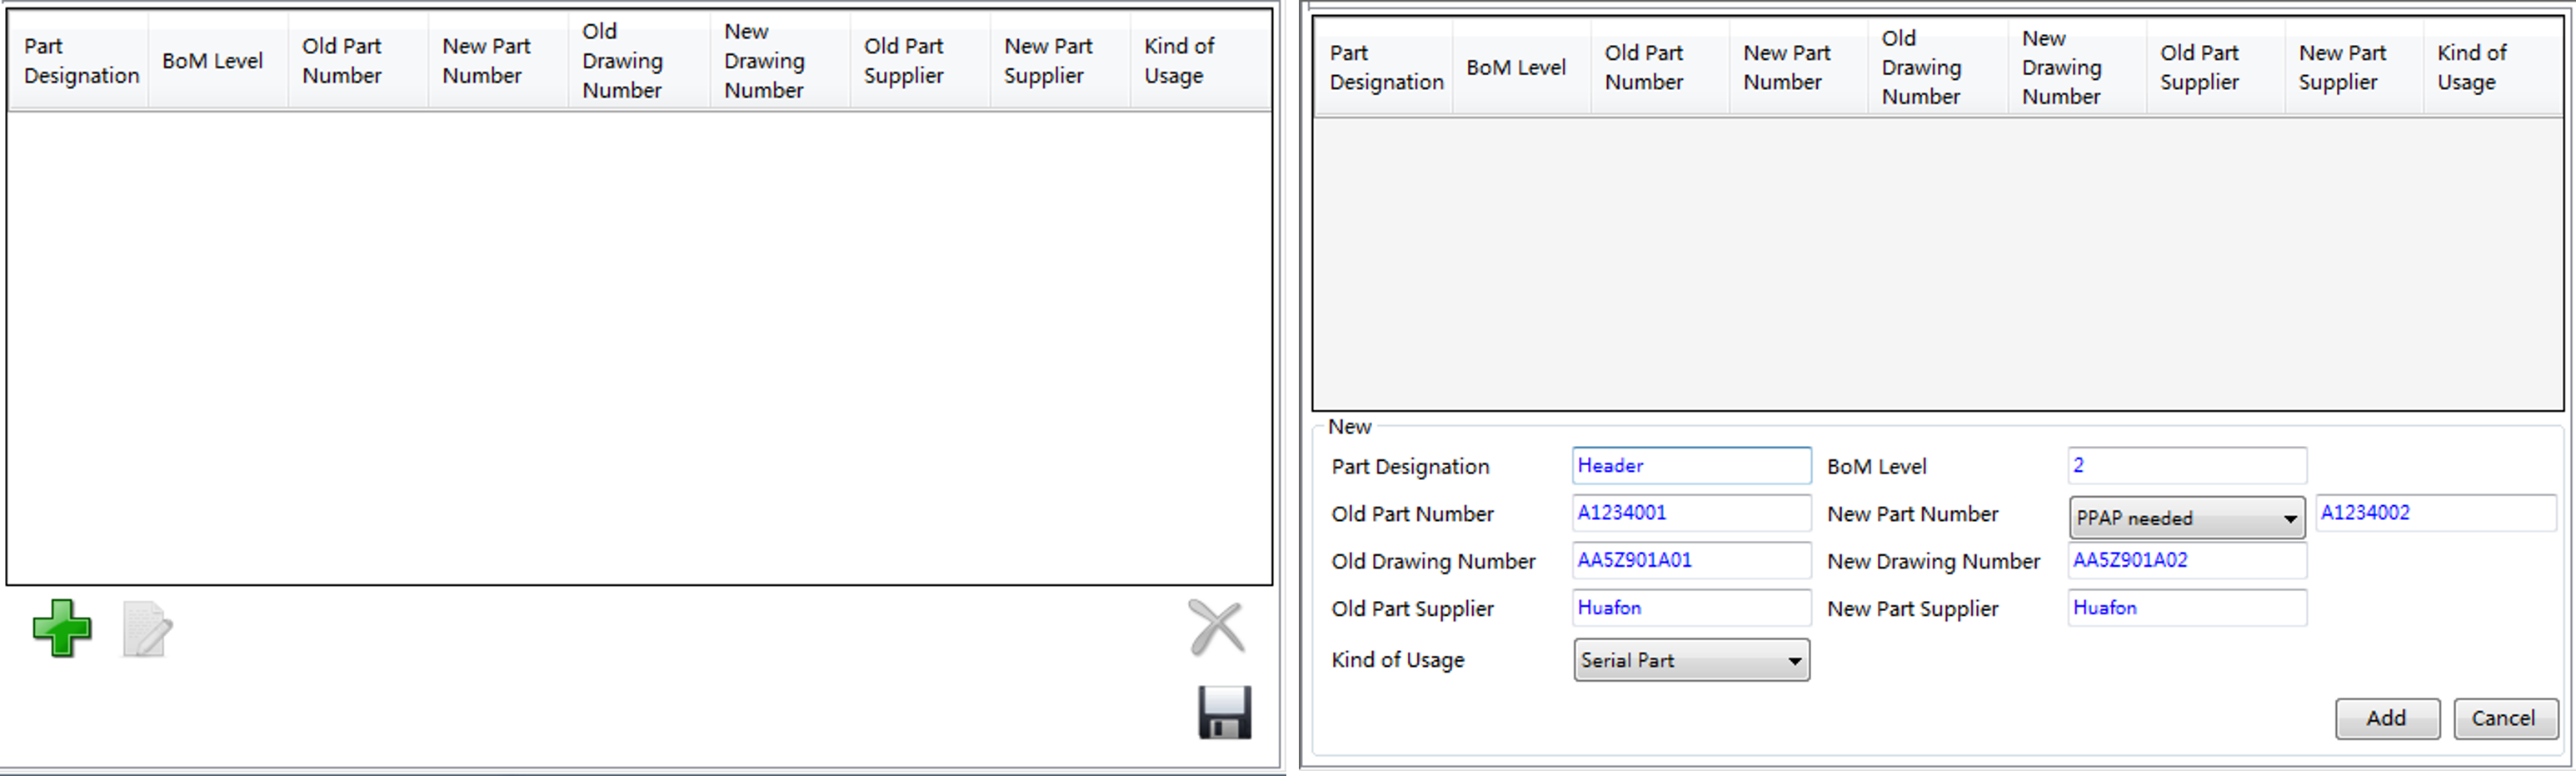 Part Designation
BoM Level
Old Part Number
New Part Number
Old Drawing Number
New Drawing Number
Old Part Supplier
New Part Supplier
Kind of Usage
Part Designation
BoM Level
Old Part Number
New Part Number
Old Drawing Number
New Drawing Number
Old Part Supplier
New Part Supplier
Kind of Usage
New
Part Designation Header BoM Level 2
Old Part Number A1234001 New Part Number PPAP needed A1234002
Old Drawing Number AA5Z901A01 New Drawing Number AA5Z901A02
Old Part Supplier Huafon New Part Supplier Huafon
Kind of Usage Serial Part
Add Cancel